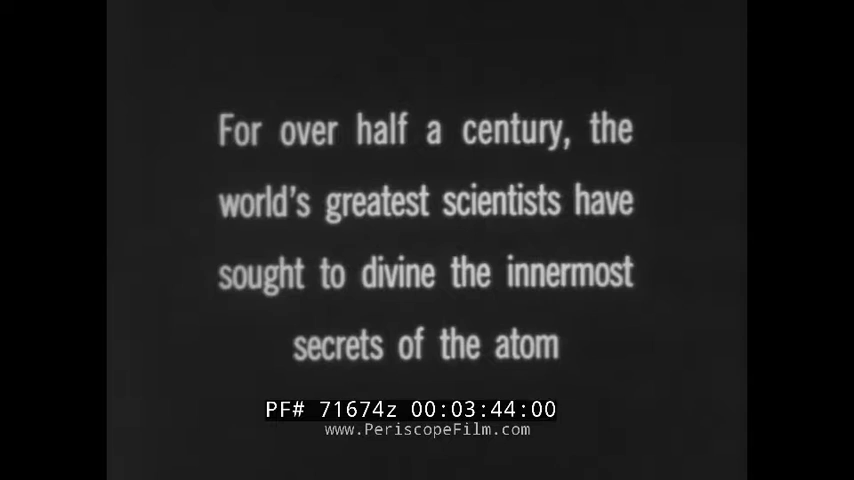 For over half a century, the
world's greatest scientists have
sought to divine the innermost
secrets of the atom
PF# 71674z 00:03:44:00
www.PeriscopeFilm.com